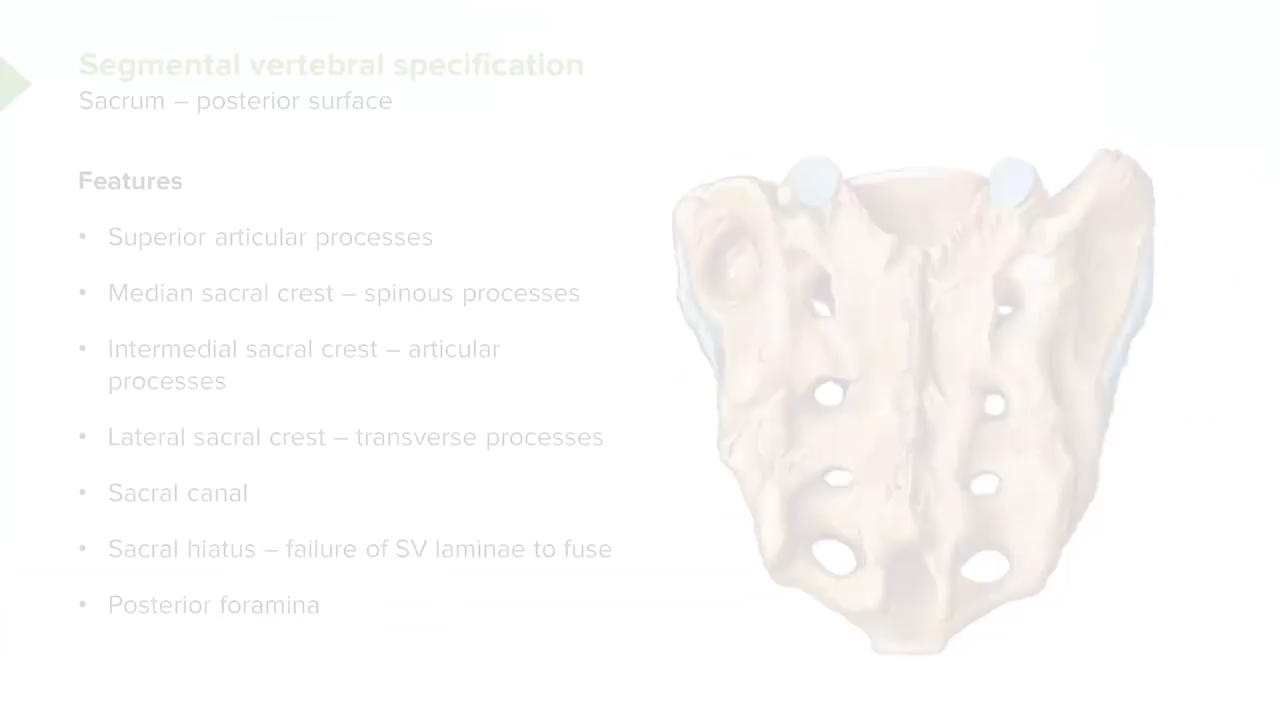 Segmental vertebral specification
Sacrum – posterior surface
Features
• Superior articular processes
• Median sacral crest – spinous processes
• Intermedial sacral crest – articular
processes
• Lateral sacral crest – transverse processes
• Sacral canal
• Sacral hiatus – failure of SV laminae to fuse
• Posterior foramina